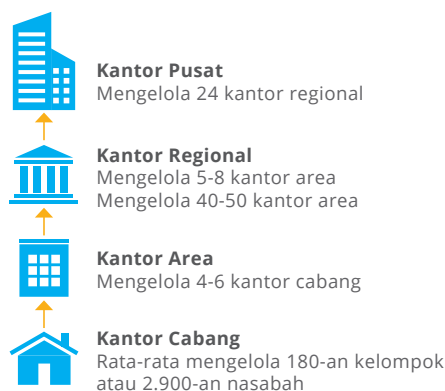 Kantor Pusat
Mengelola 24 kantor regional
Kantor Regional
Mengelola 5-8 kantor area
Mengelola 40-50 kantor area
Kantor Area
Mengelola 4-6 kantor cabang
Kantor Cabang
Rata-rata mengelola 180-an kelompok
atau 2.900-an nasabah